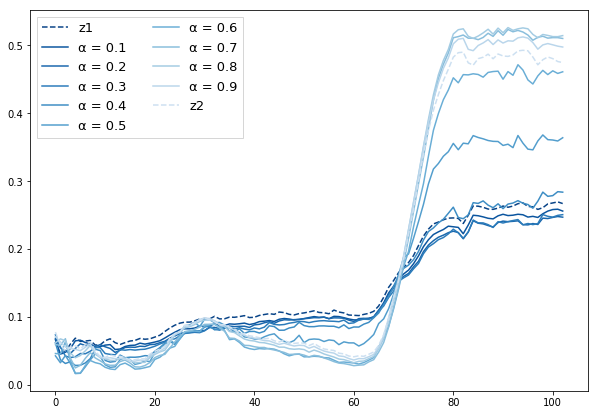 z1
α = 0.1
α = 0.2
α = 0.3
α = 0.4
α = 0.5
α = 0.6
α = 0.7
α = 0.8
α = 0.9
z2
0.5
0.4
0.3
0.2
0.1
0.0
0 20 40 60 80 100